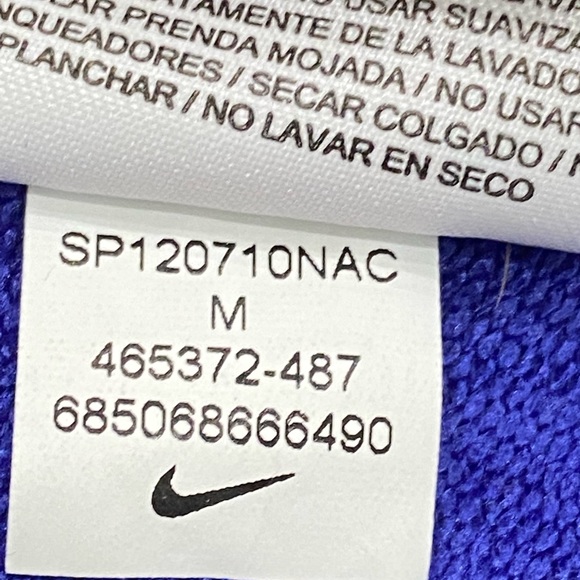 USAR SUAVIZA
TAMENTE DE LA LAVADO
PRENDA MOJADA / NO USAR
NQUEADORES / SECAR COLGADO /
PLANCHAR / NO LAVAR EN SECO
SP120710NAC
M
465372-487
685068666490